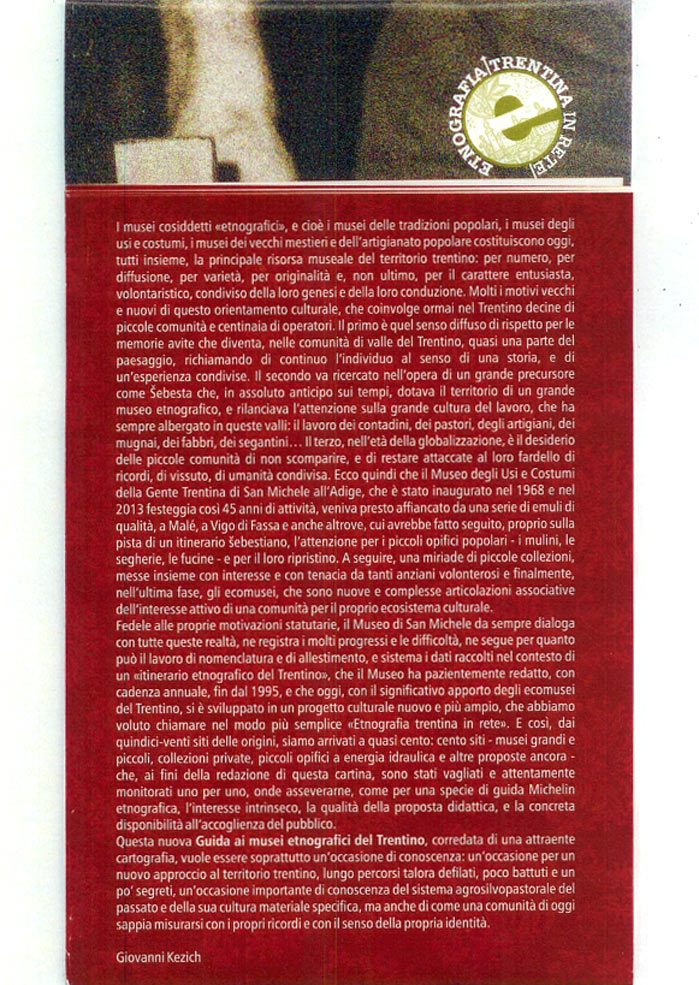 ETNOGRAFIA TRENTINA IN RETE
I musei cosiddetti «etnografici», e cioè i musei delle tradizioni popolari, i musei degli
usi e costumi, i musei dei vecchi mestieri e dell'artigianato popolare costituiscono oggi,
tutti insieme, la principale risorsa museale del territorio trentino: per numero, per
diffusione, per varietà, per originalità e, non ultimo, per il carattere entusiasta,
volontaristico, condiviso della loro genesi e della loro conduzione. Molti i motivi vecchi
e nuovi di questo orientamento culturale, che coinvolge ormai nel Trentino decine di
piccole comunità e centinaia di operatori. Il primo è quel senso diffuso di rispetto per le
memorie avite che diventa, nelle comunità di valle del Trentino, quasi una parte del
paesaggio, richiamando di continuo l'individuo al senso di una storia, e di
un'esperienza condivise. Il secondo va ricercato nell'opera di un grande precursore
come Šebesta che, in assoluto anticipo sui tempi, dotava il territorio di un grande
museo etnografico, e rilanciava l'attenzione sulla grande cultura del lavoro, che ha
sempre albergato in queste valli: il lavoro dei contadini, dei pastori, degli artigiani, dei
mugnai, dei fabbri, dei segantini… Il terzo, nell'età della globalizzazione, è il desiderio
delle piccole comunità di non scomparire, e di restare attaccate al loro fardello di
ricordi, di vissuto, di umanità condivisa. Ecco quindi che il Museo degli Usi e Costumi
della Gente Trentina di San Michele all'Adige, che è stato inaugurato nel 1968 e nel
2013 festeggia così 45 anni di attività, veniva presto affiancato da una serie di emuli di
qualità, a Malé, a Vigo di Fassa e anche altrove, cui avrebbe fatto seguito, proprio sulla
pista di un itinerario šebestiano, l'attenzione per i piccoli opifici popolari - i mulini, le
segherie, le fucine - e per il loro ripristino. A seguire, una miriade di piccole collezioni,
messe insieme con interesse e con tenacia da tanti anziani volonterosi e finalmente,
nell'ultima fase, gli ecomusei, che sono nuove e complesse articolazioni associative
dell'interesse attivo di una comunità per il proprio ecosistema culturale.
Fedele alle proprie motivazioni statutarie, il Museo di San Michele da sempre dialoga
con tutte queste realtà, ne registra i molti progressi e le difficoltà, ne segue per quanto
può il lavoro di nomenclatura e di allestimento, e sistema i dati raccolti nel contesto di
un «itinerario etnografico del Trentino», che il Museo ha pazientemente redatto, con
cadenza annuale, fin dal 1995, e che oggi, con il significativo apporto degli ecomusei
del Trentino, si è sviluppato in un progetto culturale nuovo e più ampio, che abbiamo
voluto chiamare nel modo più semplice «Etnografia trentina in rete». E così, dai
quindici-venti siti delle origini, siamo arrivati a quasi cento: cento siti - musei grandi e
piccoli, collezioni private, piccoli opifici a energia idraulica e altre proposte ancora -
che, ai fini della redazione di questa cartina, sono stati vagliati e attentamente
monitorati uno per uno, onde asseverarne, come per una specie di guida Michelin
etnografica, l'interesse intrinseco, la qualità della proposta didattica, e la concreta
disponibilità all'accoglienza del pubblico.
Questa nuova Guida ai musei etnografici del Trentino, corredata di una attraente
cartografia, vuole essere soprattutto un'occasione di conoscenza: un'occasione per un
nuovo approccio al territorio trentino, lungo percorsi talora defilati, poco battuti e un
po' segreti, un'occasione importante di conoscenza del sistema agrosilvopastorale del
passato e della sua cultura materiale specifica, ma anche di come una comunità di oggi
sappia misurarsi con i propri ricordi e con il senso della propria identità.
Giovanni Kezich